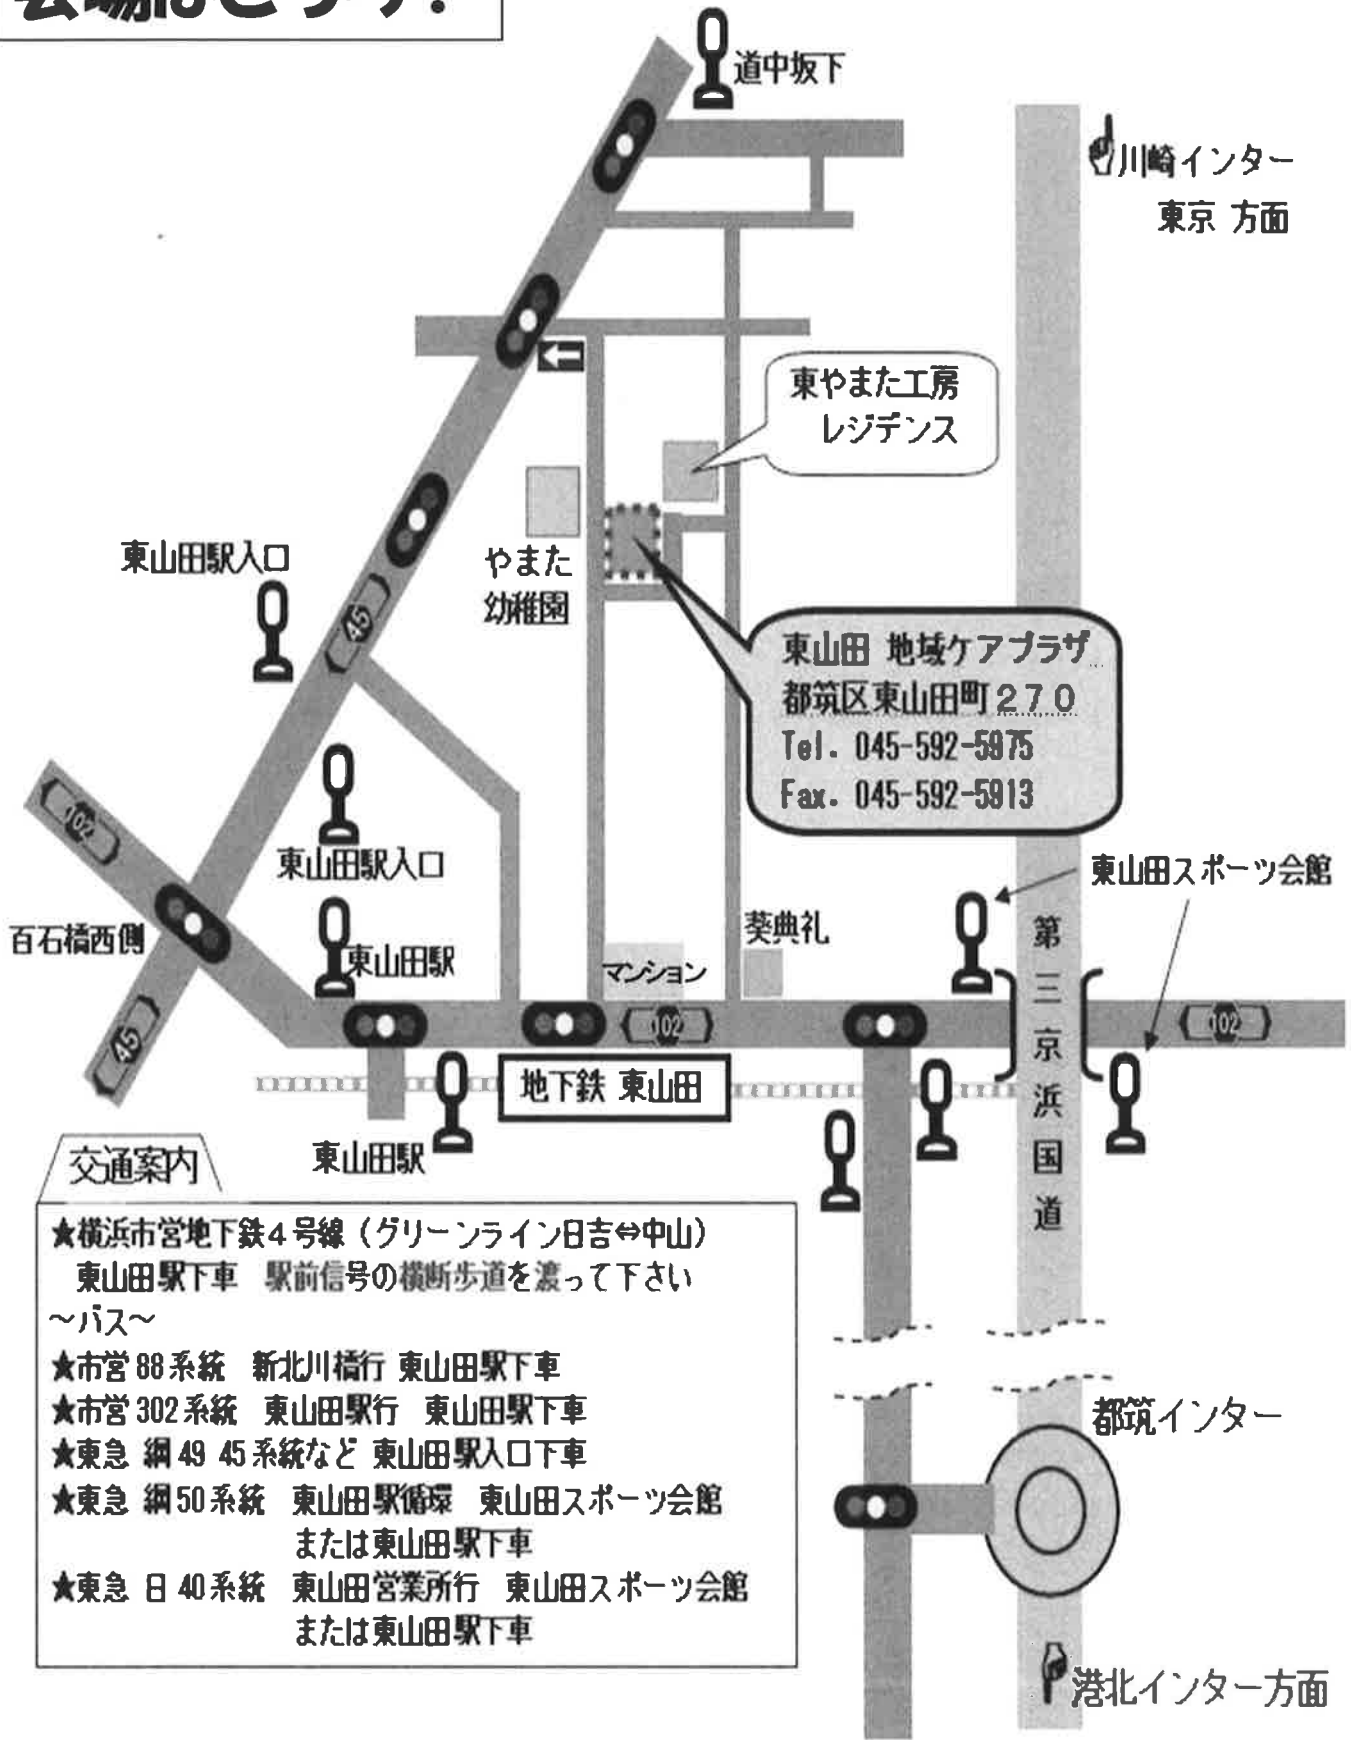 会場はこちら!
道中坂下
川崎インター
東京 方面
東やまた工房
レジデンス
東山田駅入口
45
やまた
幼稚園
東山田 地域ケアプラザ
都筑区東山田町270
Tel. 045-592-5975
Fax. 045-592-5913
102
東山田駅入口
東山田スポーツ会館
百石橋西側
東山田駅
マンション
葵典礼
第三京浜国道
45
102
102
地下鉄 東山田
東山田駅
交通案内
★横浜市営地下鉄4号線(グリーンライン日吉⇔中山)
東山田駅下車 駅前信号の横断歩道を渡って下さい
~バス~
★市営88系統 新北川橋行 東山田駅下車
★市営302系統 東山田駅行 東山田駅下車
★東急 綱49 45系統など 東山田駅入口下車
★東急 綱50系統 東山田駅循環 東山田スポーツ会館
または東山田駅下車
★東急 日40系統 東山田営業所行 東山田スポーツ会館
または東山田駅下車
都筑インター
港北インター方面